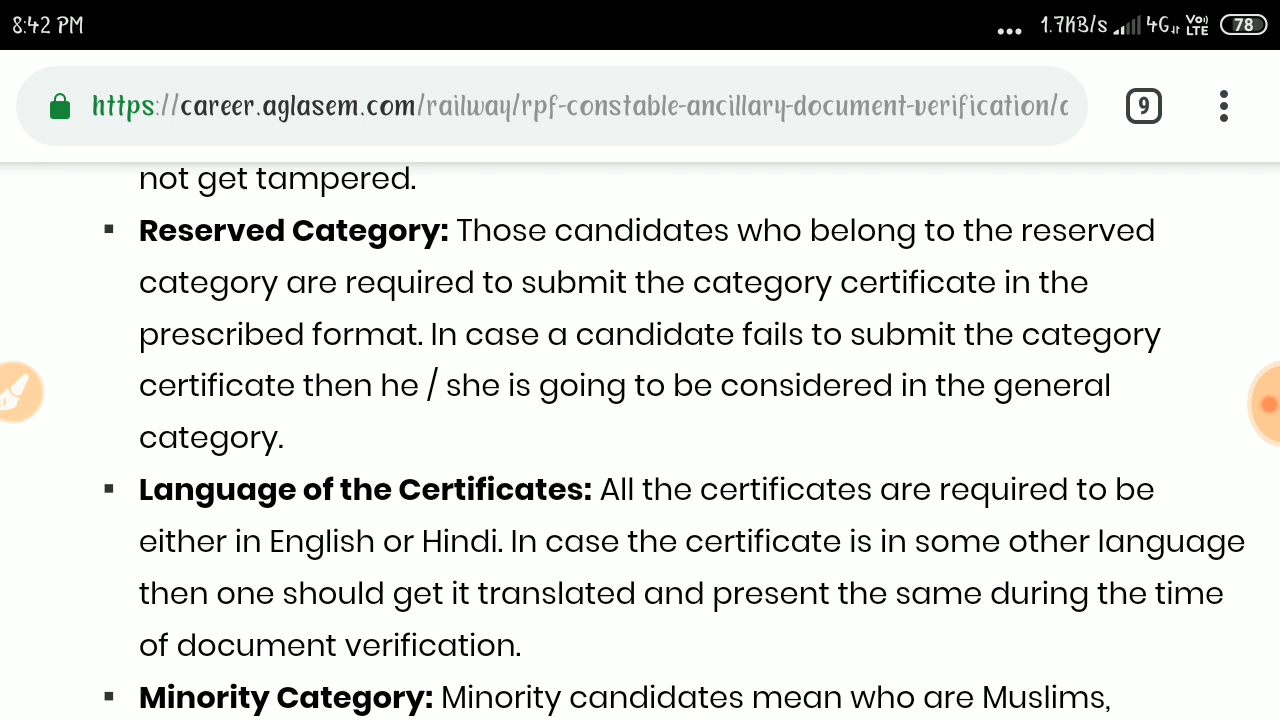 8:42 PM
... 1.7KB/s 4G VoLTE 78
https://career.aglasem.com/railway/rpf-constable-ancillary-document-verification/c
9
not get tampered.
▪ Reserved Category: Those candidates who belong to the reserved
category are required to submit the category certificate in the
prescribed format. In case a candidate fails to submit the category
certificate then he / she is going to be considered in the general
category.
▪ Language of the Certificates: All the certificates are required to be
either in English or Hindi. In case the certificate is in some other language
then one should get it translated and present the same during the time
of document verification.
▪ Minority Category: Minority candidates mean who are Muslims,